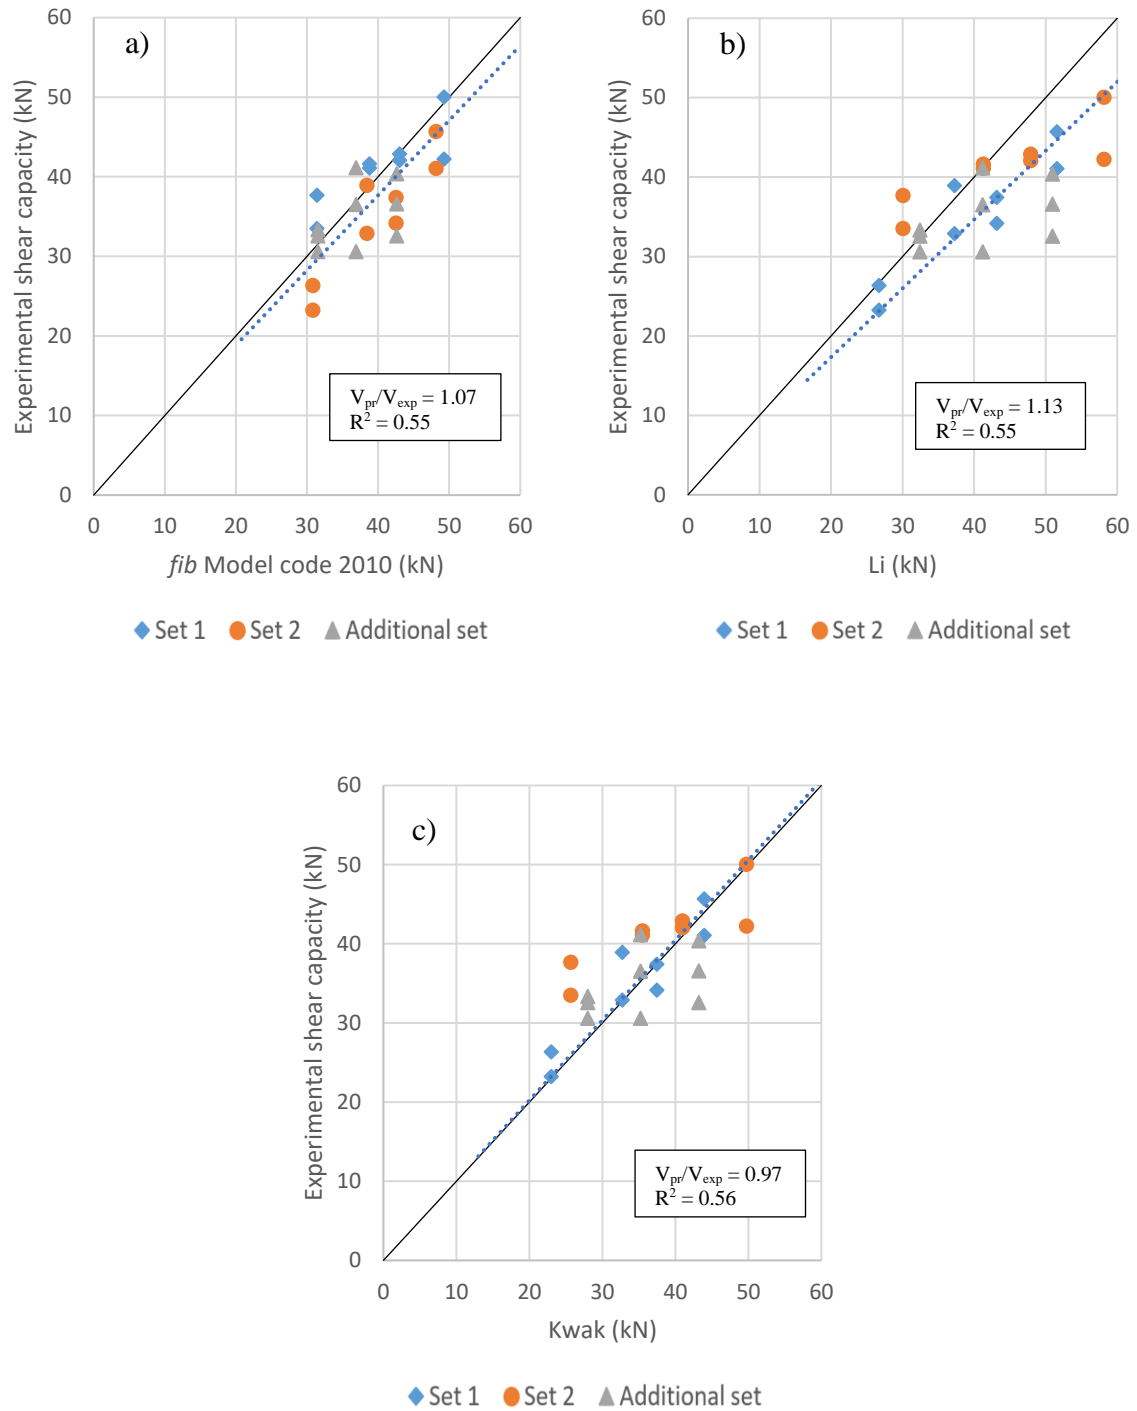 a)
Experimental shear capacity (kN)
60
50
40
30
20
10
0
V_pr/V_exp = 1.07
R² = 0.55
0 10 20 30 40 50 60
fib Model code 2010 (kN)
Set 1 Set 2 Additional set
b)
Experimental shear capacity (kN)
60
50
40
30
20
10
0
V_pr/V_exp = 1.13
R² = 0.55
0 10 20 30 40 50 60
Li (kN)
Set 1 Set 2 Additional set
c)
Experimental shear capacity (kN)
60
50
40
30
20
10
0
V_pr/V_exp = 0.97
R² = 0.56
0 10 20 30 40 50 60
Kwak (kN)
Set 1 Set 2 Additional set